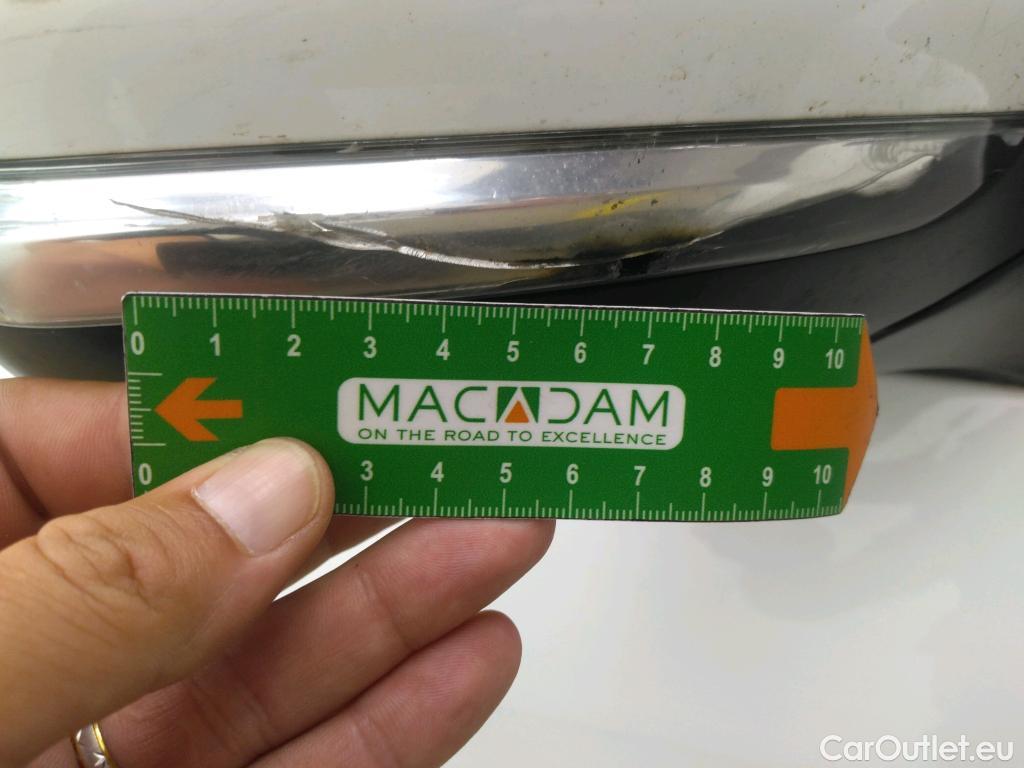 0 1 2 3 4 5 6 7 8 9 10
MACADAM
ON THE ROAD TO EXCELLENCE
0 3 4 5 6 7 8 9 10
CarOutlet.eu